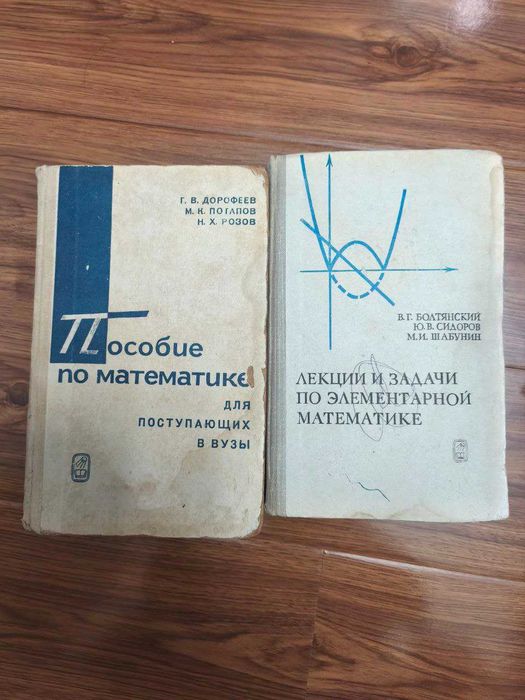 Г. В. ДОРОФЕЕВ
М. К. ПОТАПОВ
Н. Х. РОЗОВ
Пособие
по математике
ДЛЯ
ПОСТУПАЮЩИХ
В ВУЗЫ
В.Г. БОЛТЯНСКИЙ
Ю.В. СИДОРОВ
М.И. ШАБУНИН
ЛЕКЦИИ И ЗАДАЧИ
ПО ЭЛЕМЕНТАРНОЙ
МАТЕМАТИКЕ